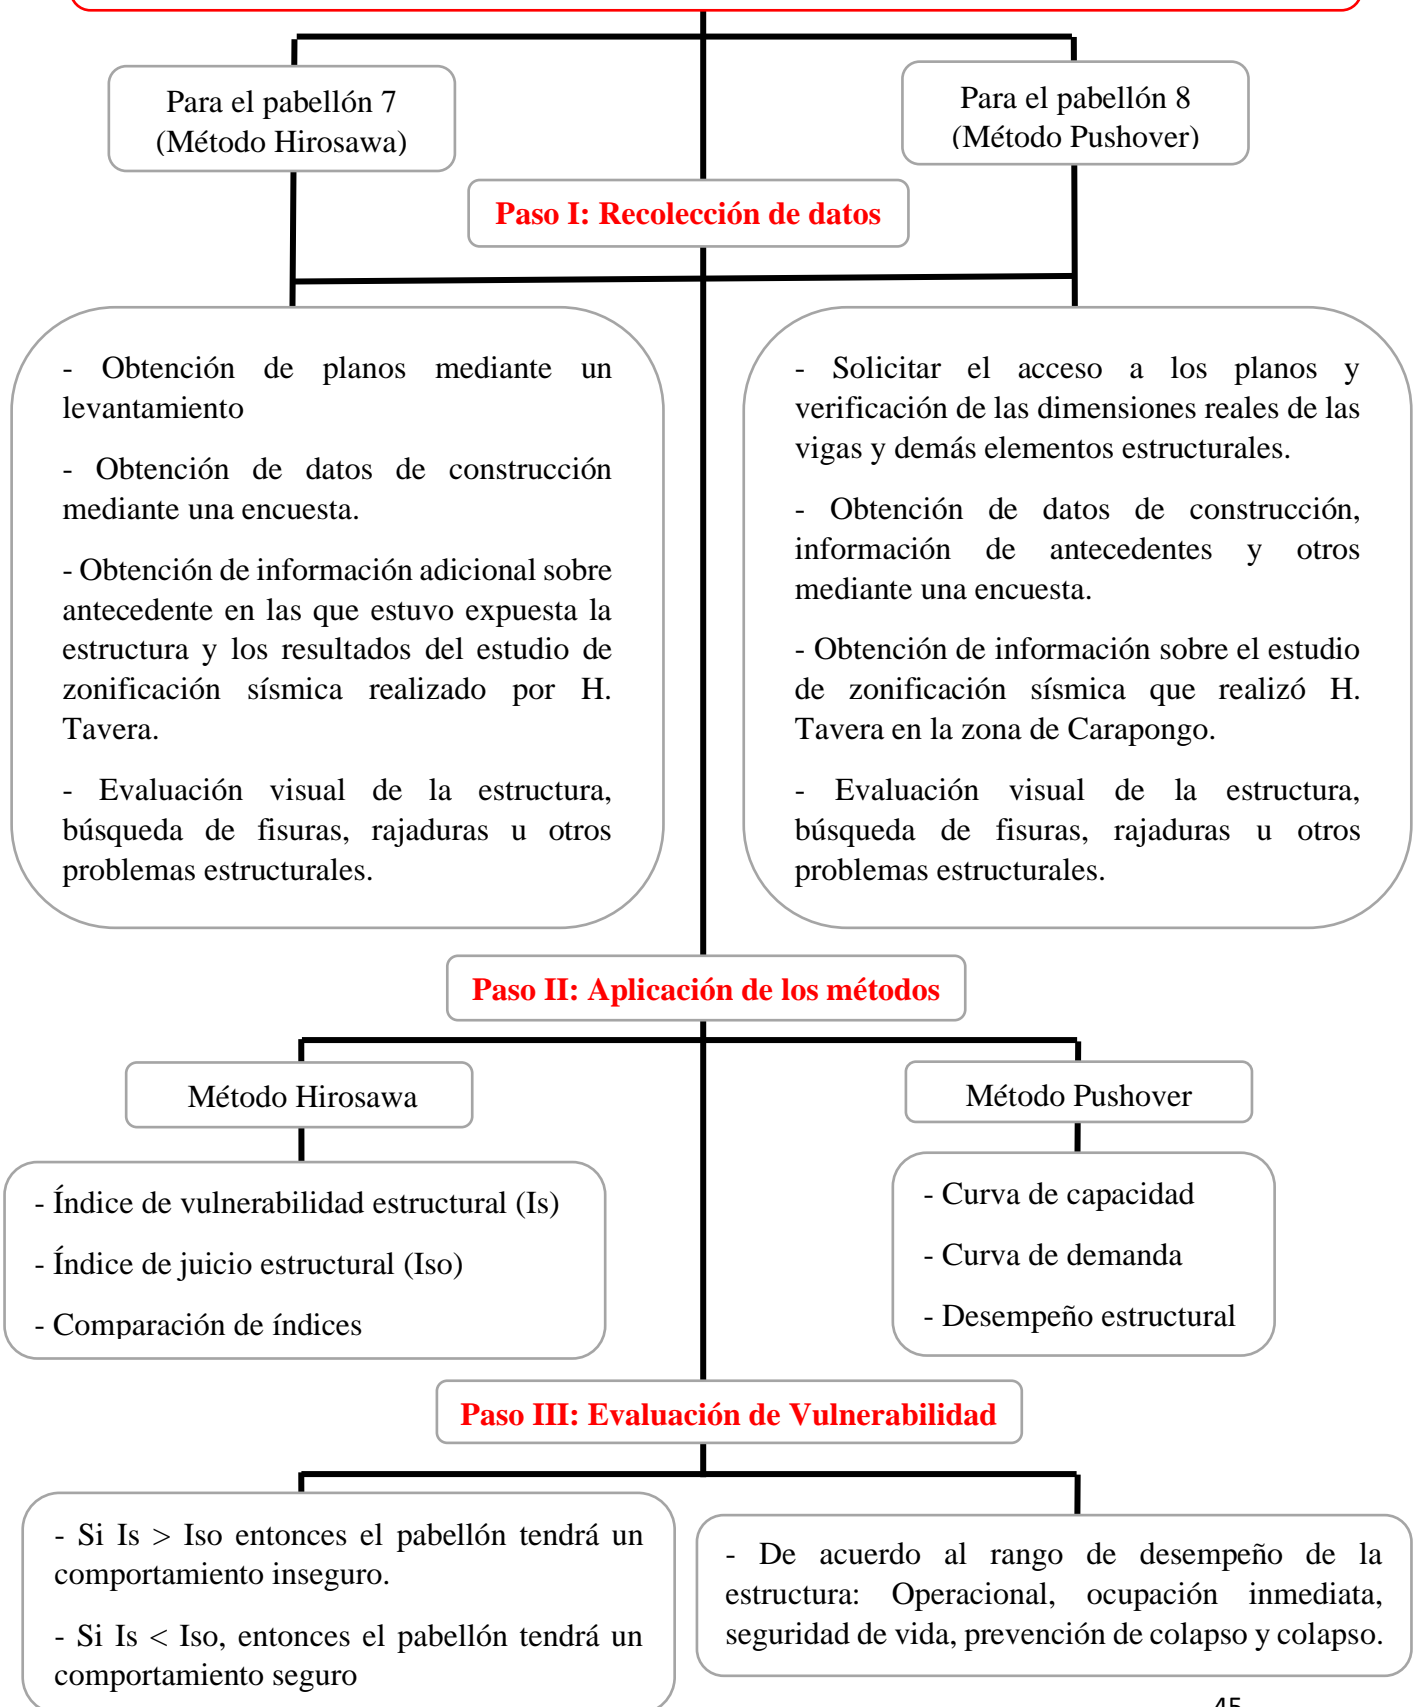 Para el pabellón 7
(Método Hirosawa)
Para el pabellón 8
(Método Pushover)
Paso I: Recolección de datos
- Obtención de planos mediante un
levantamiento
- Obtención de datos de construcción
mediante una encuesta.
- Obtención de información adicional sobre
antecedente en las que estuvo expuesta la
estructura y los resultados del estudio de
zonificación sísmica realizado por H.
Tavera.
- Evaluación visual de la estructura,
búsqueda de fisuras, rajaduras u otros
problemas estructurales.
- Solicitar el acceso a los planos y
verificación de las dimensiones reales de las
vigas y demás elementos estructurales.
- Obtención de datos de construcción,
información de antecedentes y otros
mediante una encuesta.
- Obtención de información sobre el estudio
de zonificación sísmica que realizó H.
Tavera en la zona de Carapongo.
- Evaluación visual de la estructura,
búsqueda de fisuras, rajaduras u otros
problemas estructurales.
Paso II: Aplicación de los métodos
Método Hirosawa
Método Pushover
- Índice de vulnerabilidad estructural (Is)
- Índice de juicio estructural (Iso)
- Comparación de índices
- Curva de capacidad
- Curva de demanda
- Desempeño estructural
Paso III: Evaluación de Vulnerabilidad
- Si Is > Iso entonces el pabellón tendrá un
comportamiento inseguro.
- Si Is < Iso, entonces el pabellón tendrá un
comportamiento seguro
- De acuerdo al rango de desempeño de la
estructura: Operacional, ocupación inmediata,
seguridad de vida, prevención de colapso y colapso.
45